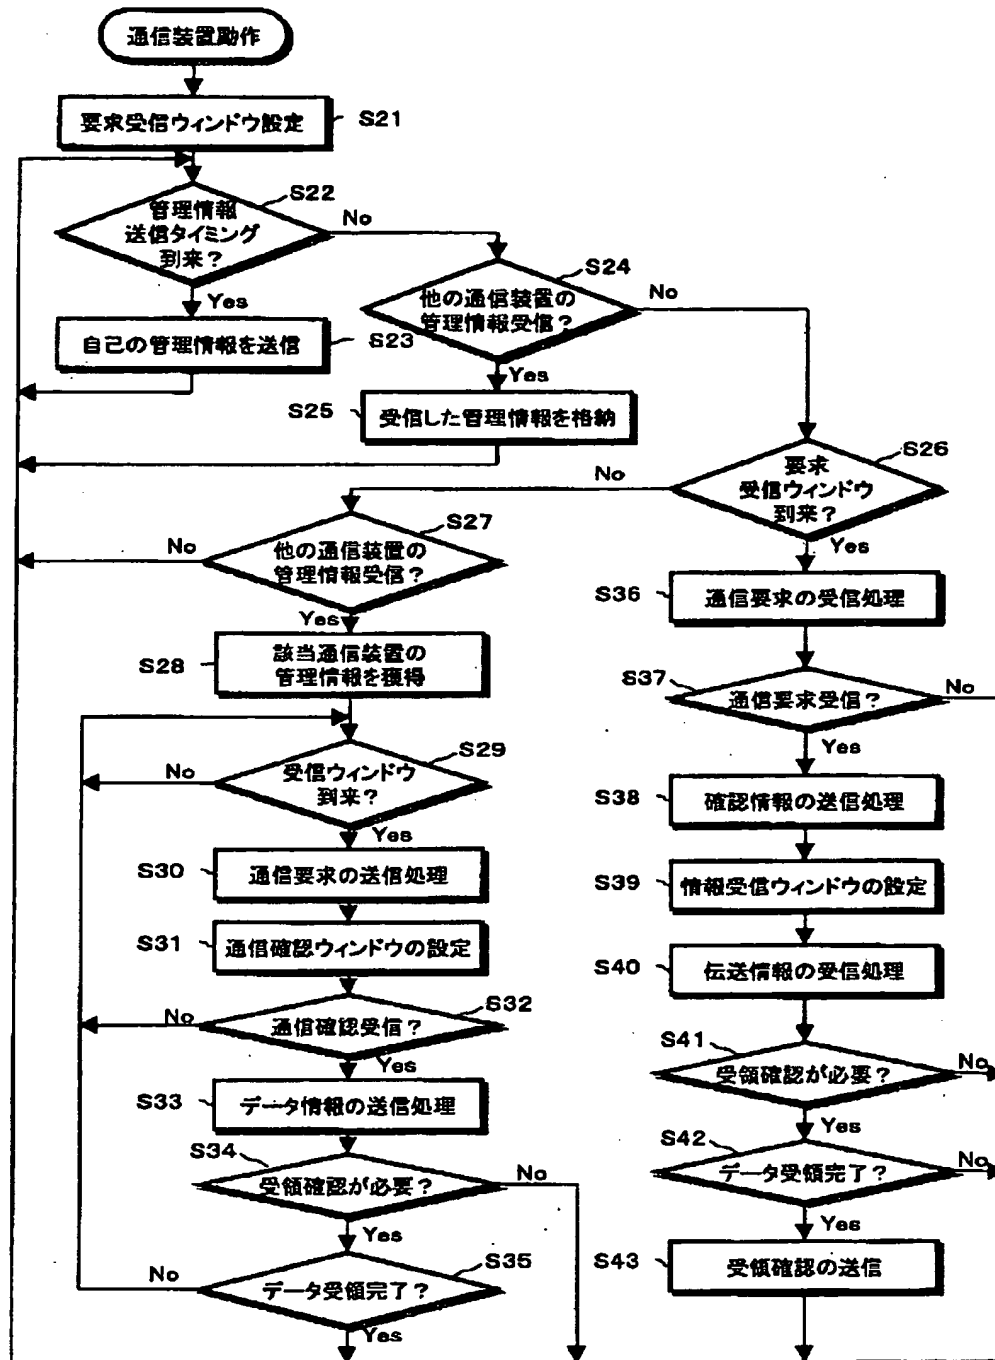 通信装置動作
要求受信ウィンドウ設定
S21
S22
管理情報
送信タイミング
到来？
No
Yes
S24
他の通信装置の
管理情報受信？
No
自己の管理情報を送信
S23
Yes
S25
受信した管理情報を格納
S26
要求
受信ウィンドウ
到来？
No
Yes
S27
他の通信装置の
管理情報受信？
No
Yes
S36
通信要求の受信処理
S28
該当通信装置の
管理情報を獲得
S37
通信要求受信？
No
Yes
S29
受信ウィンドウ
到来？
No
Yes
S38
確認情報の送信処理
S30
通信要求の送信処理
S39
情報受信ウィンドウの設定
S31
通信確認ウィンドウの設定
S40
伝送情報の受信処理
S32
通信確認受信？
No
Yes
S41
受領確認が必要？
No
Yes
S33
データ情報の送信処理
S42
データ受領完了？
No
Yes
S34
受領確認が必要？
No
Yes
S43
受領確認の送信
S35
データ受領完了？
No
Yes